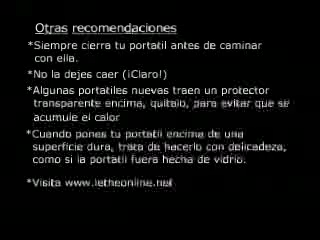 Otras recomendaciones
*Siempre cierra tu portatil antes de caminar
con ella.
*No la dejes caer (¡Claro!)
*Algunas portatiles nuevas traen un protector
transparente encima, quitalo, para evitar que se
acumule el calor
*Cuando pones tu portatil encima de una
superficie dura, trata de hacerlo con delicadeza,
como si la portatil fuera hecha de vidrio.
*Visita www.letheonline.net